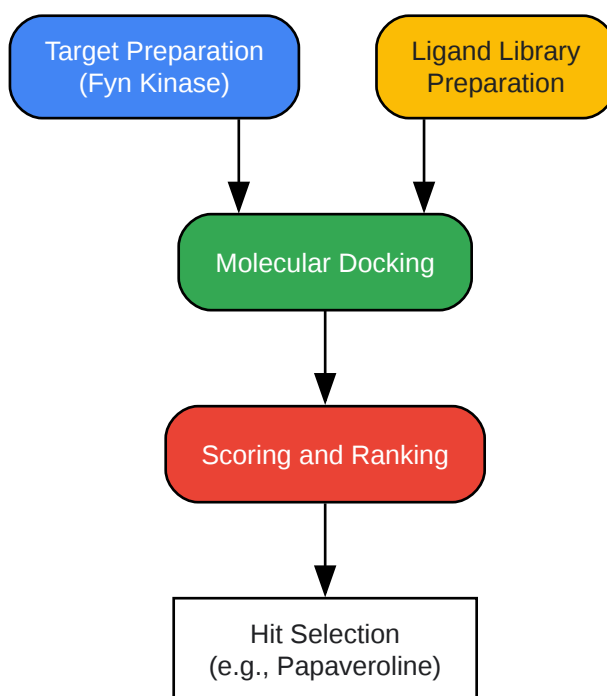 Target Preparation
(Fyn Kinase)
Ligand Library
Preparation
Molecular Docking
Scoring and Ranking
Hit Selection
(e.g., Papaveroline)